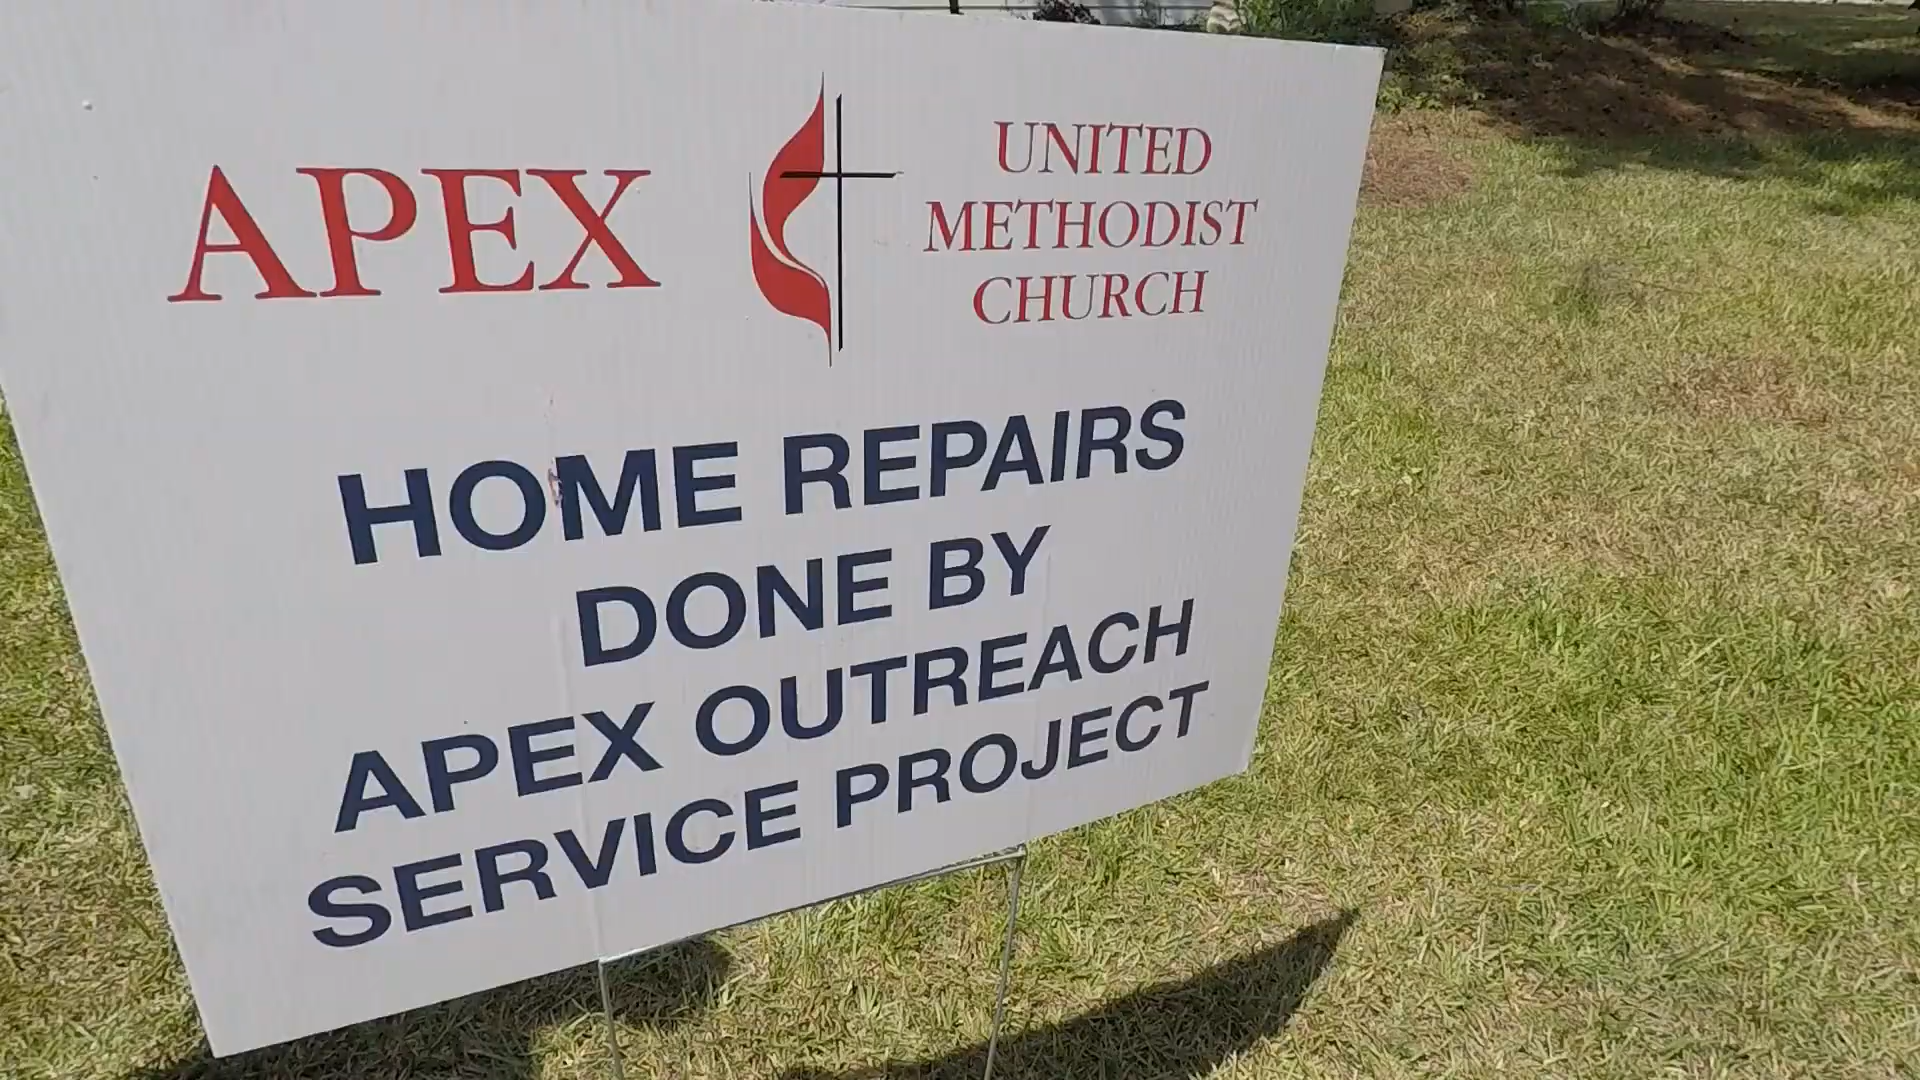 APEX
UNITED
METHODIST
CHURCH
HOME REPAIRS
DONE BY
APEX OUTREACH
SERVICE PROJECT